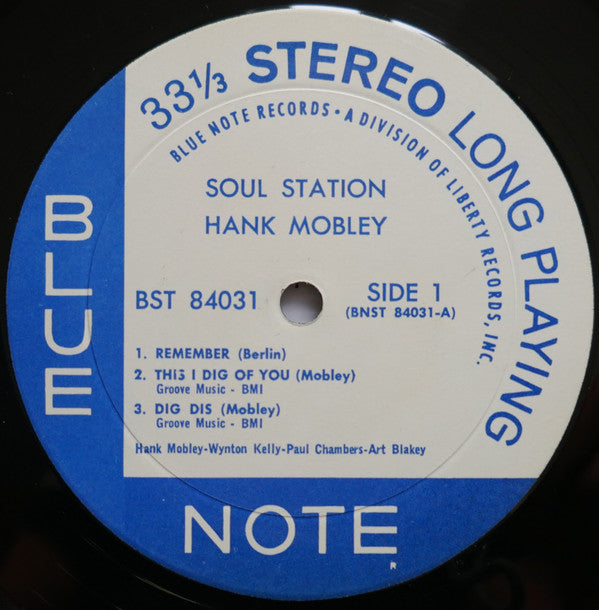 33⅓ STEREO LONG PLAYING
BLUE NOTE RECORDS • A DIVISION OF LIBERTY RECORDS, INC.
SOUL STATION
HANK MOBLEY
BST 84031
SIDE 1
(BNST 84031-A)
1. REMEMBER (Berlin)
2. THIS I DIG OF YOU (Mobley)
Groove Music - BMI
3. DIG DIS (Mobley)
Groove Music - BMI
Hank Mobley-Wynton Kelly-Paul Chambers-Art Blakey
BLUE
NOTE
R